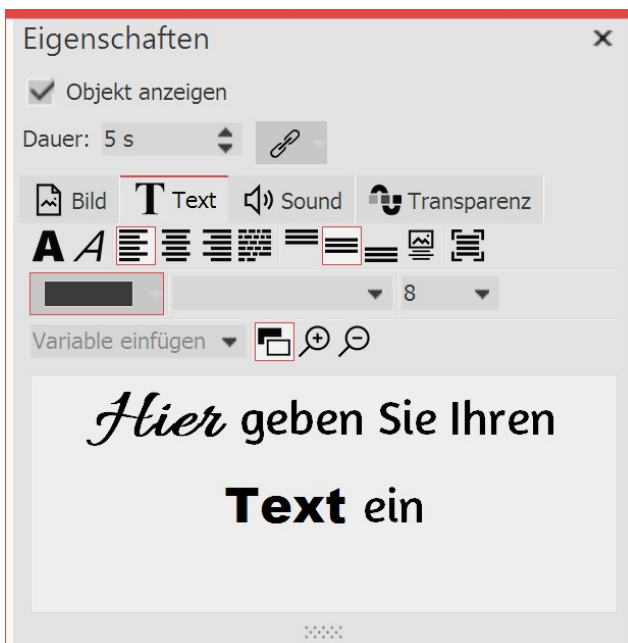 Eigenschaften
Objekt anzeigen
Dauer: 5 s
Bild Text Sound Transparenz
8
Variable einfügen
Hier geben Sie Ihren
Text ein